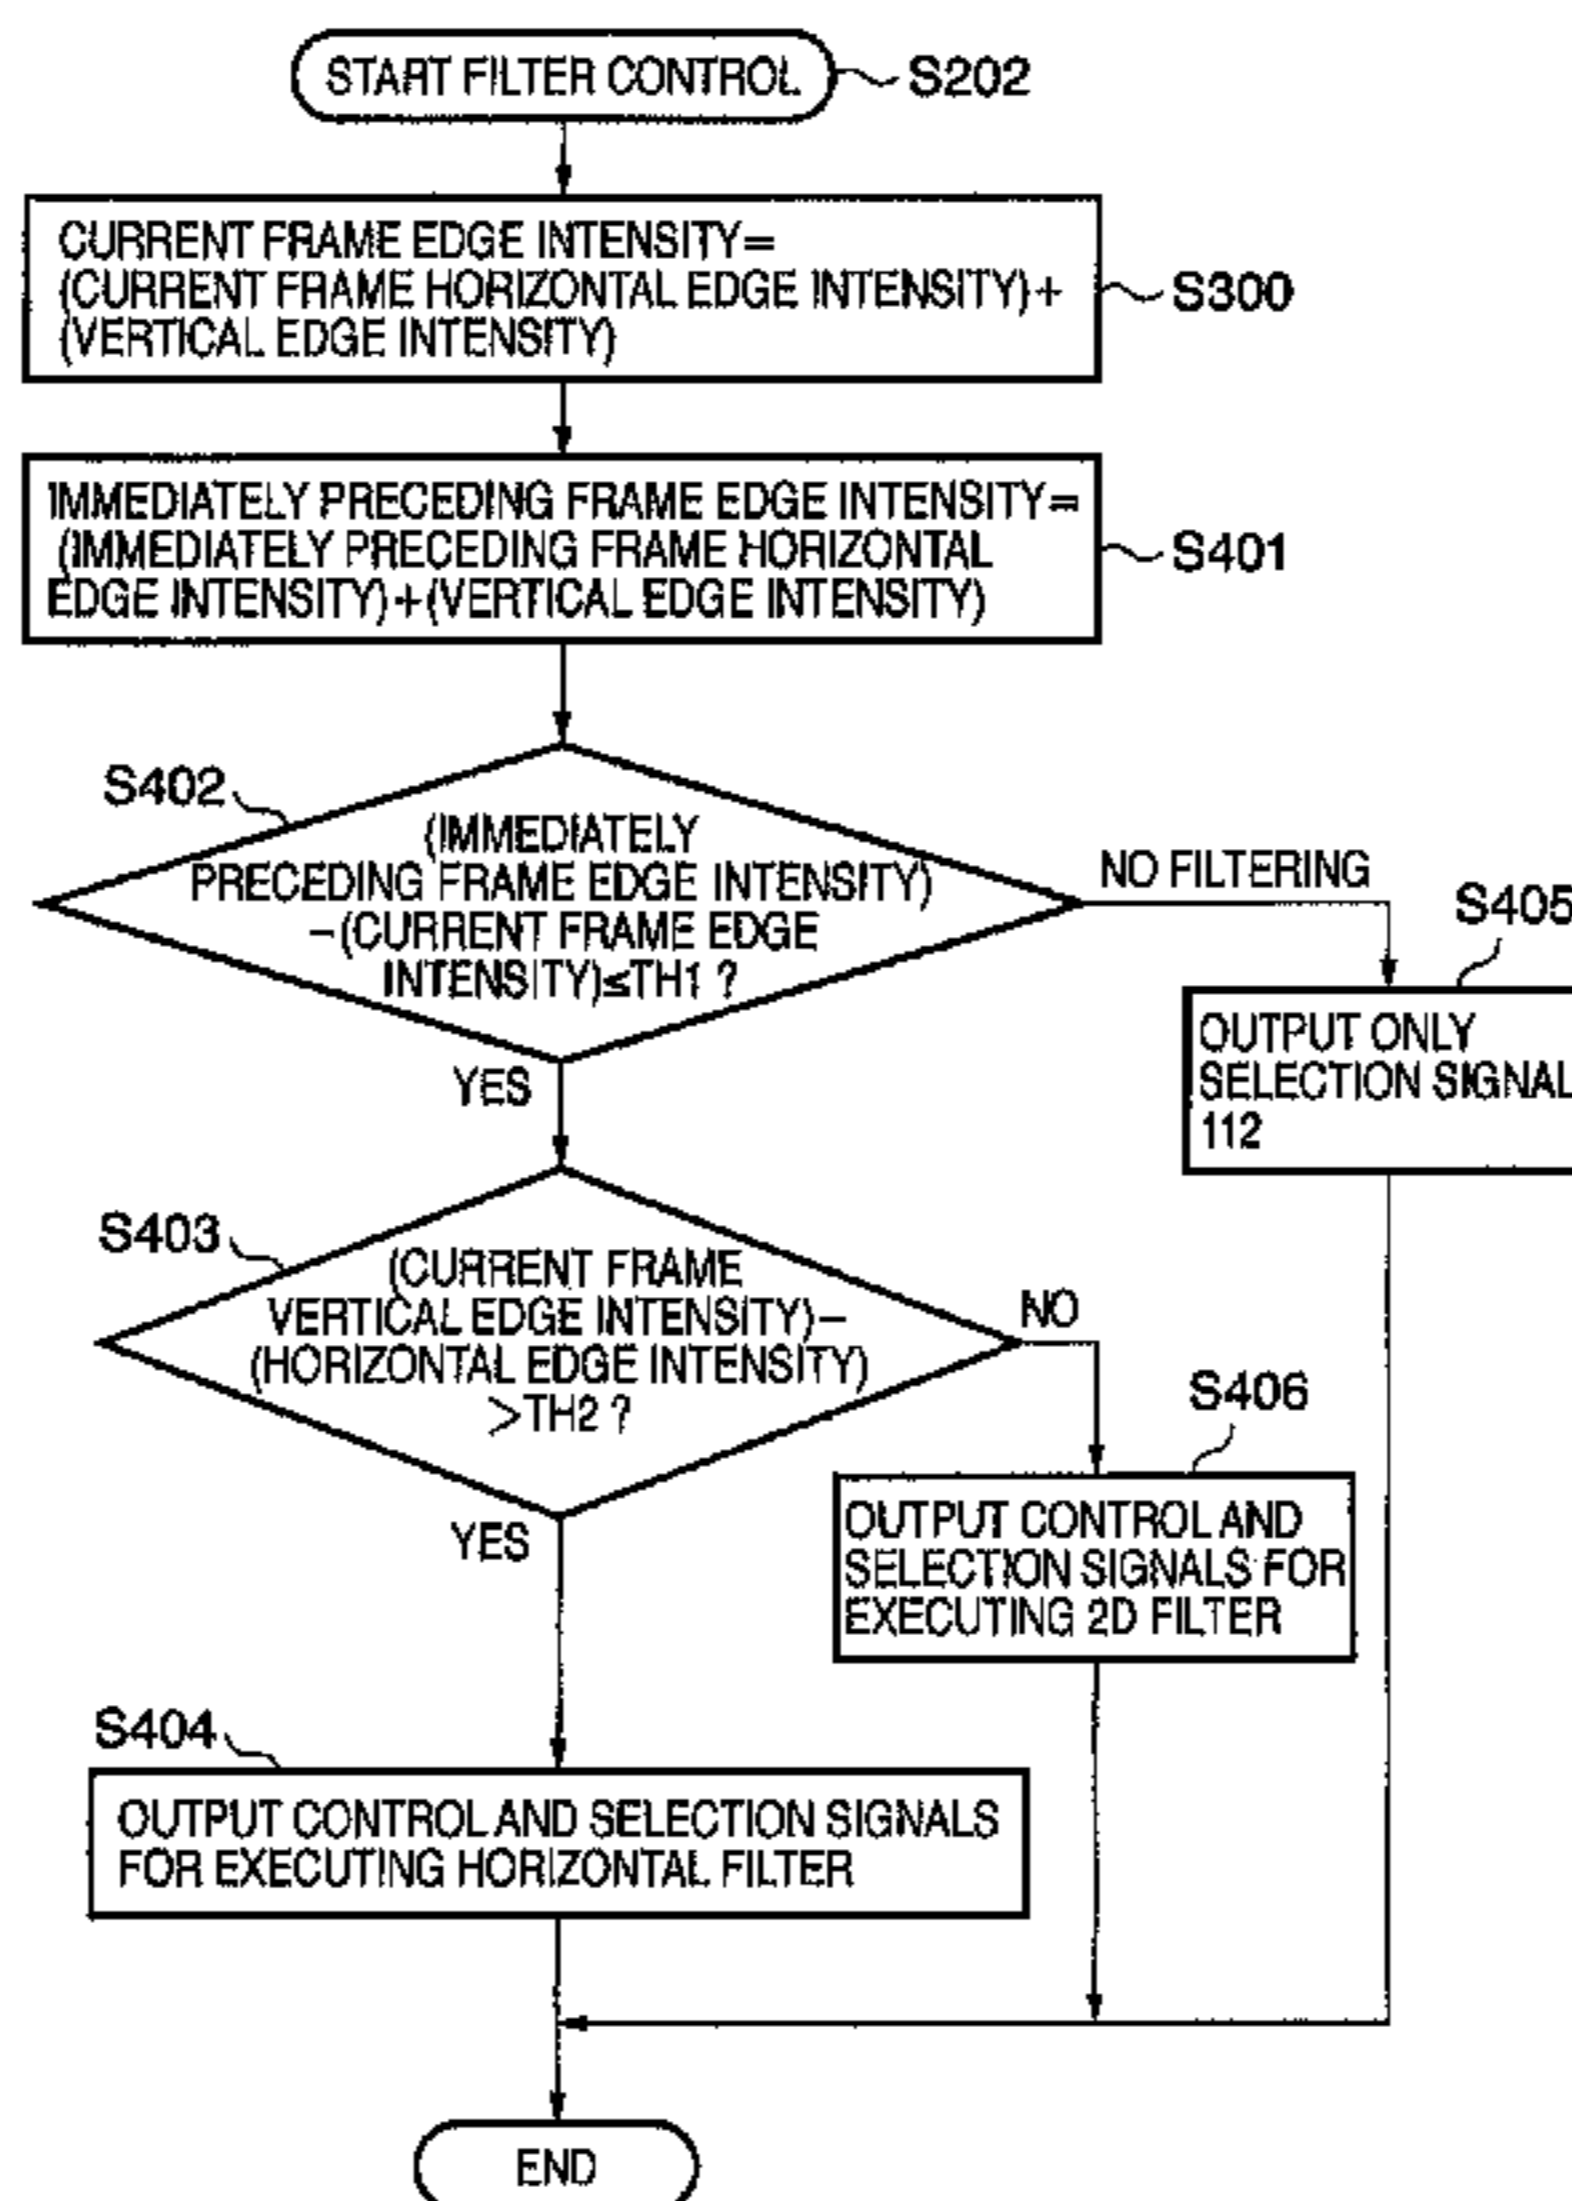 START FILTER CONTROL
S202
CURRENT FRAME EDGE INTENSITY=
(CURRENT FRAME HORIZONTAL EDGE INTENSITY)+
(VERTICAL EDGE INTENSITY)
S300
IMMEDIATELY PRECEDING FRAME EDGE INTENSITY=
(IMMEDIATELY PRECEDING FRAME HORIZONTAL
EDGE INTENSITY)+(VERTICAL EDGE INTENSITY)
S401
S402
(IMMEDIATELY
PRECEDING FRAME EDGE INTENSITY)
-(CURRENT FRAME EDGE
INTENSITY)≤TH1 ?
NO FILTERING
S405
OUTPUT ONLY
SELECTION SIGNAL
112
YES
S403
(CURRENT FRAME
VERTICAL EDGE INTENSITY)-
(HORIZONTAL EDGE INTENSITY)
>TH2 ?
NO
S406
OUTPUT CONTROL AND
SELECTION SIGNALS FOR
EXECUTING 2D FILTER
YES
S404
OUTPUT CONTROL AND SELECTION SIGNALS
FOR EXECUTING HORIZONTAL FILTER
END